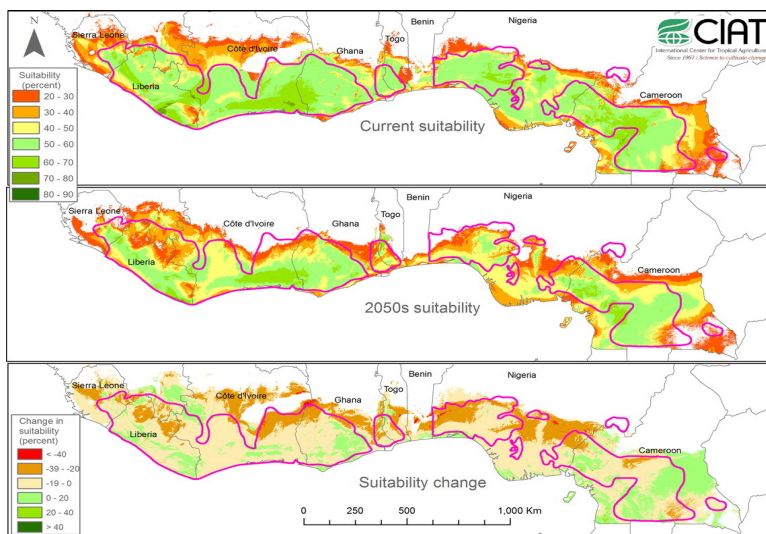 Sierra Leone
Côte d'Ivoire
Ghana
Togo
Benin
Nigeria
Liberia
Cameroon
CIAT
International Center for Tropical Agriculture
Since 1967 / Science to cultivate change
N
Suitability
(percent)
20 - 30
30 - 40
40 - 50
50 - 60
60 - 70
70 - 80
80 - 90
Current suitability
Sierra Leone
Côte d'Ivoire
Ghana
Togo
Benin
Nigeria
Liberia
Cameroon
2050s suitability
Sierra Leone
Côte d'Ivoire
Ghana
Togo
Benin
Nigeria
Liberia
Cameroon
Change in
suitability
(percent)
< -40
-39 - -20
-19 - 0
0 - 20
20 - 40
> 40
Suitability change
0 250 500 1,000 Km